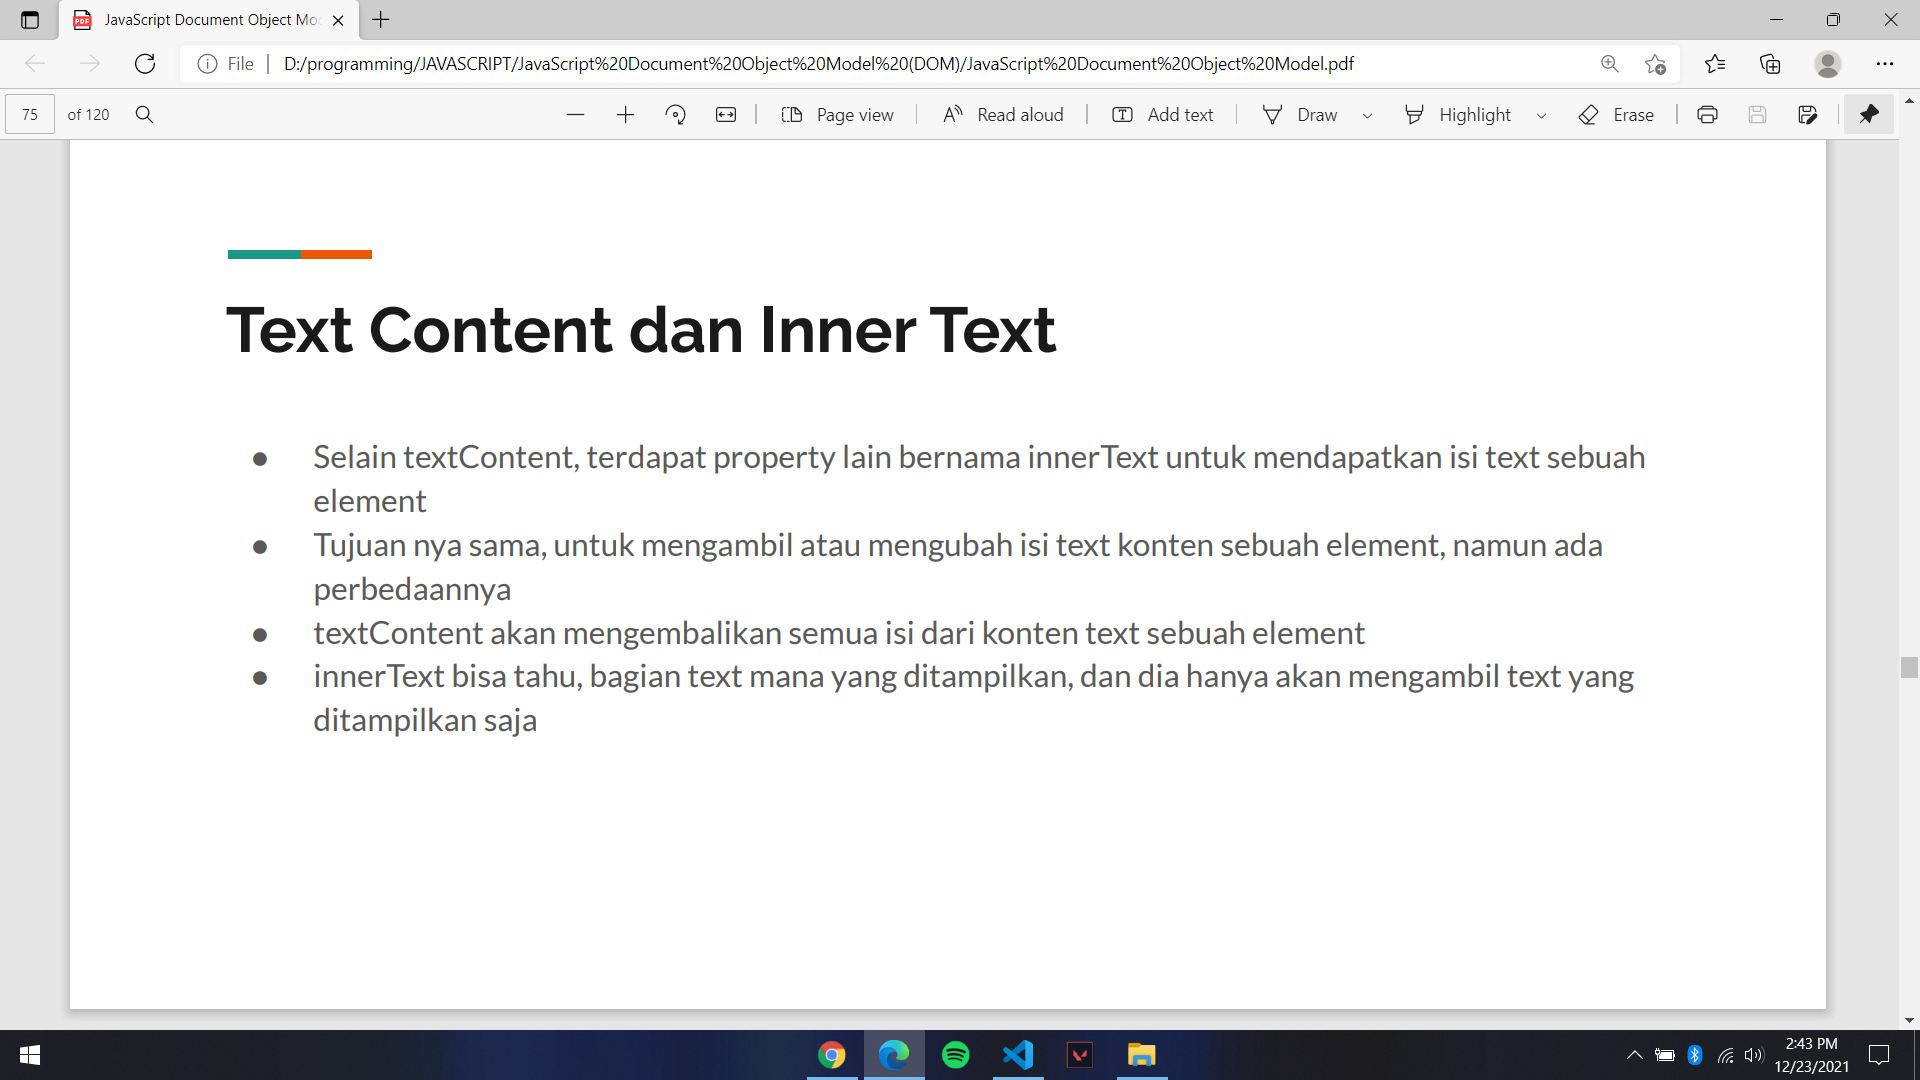 JavaScript Document Object Mo
File
D:/programming/JAVASCRIPT/JavaScript%20Document%20Object%20Model%20(DOM)/JavaScript%20Document%20Object%20Model.pdf
75 of 120
Page view
Read aloud
Add text
Draw
Highlight
Erase
Text Content dan Inner Text
● Selain textContent, terdapat property lain bernama innerText untuk mendapatkan isi text sebuah
element
● Tujuan nya sama, untuk mengambil atau mengubah isi text konten sebuah element, namun ada
perbedaannya
● textContent akan mengembalikan semua isi dari konten text sebuah element
● innerText bisa tahu, bagian text mana yang ditampilkan, dan dia hanya akan mengambil text yang
ditampilkan saja
2:43 PM
12/23/2021